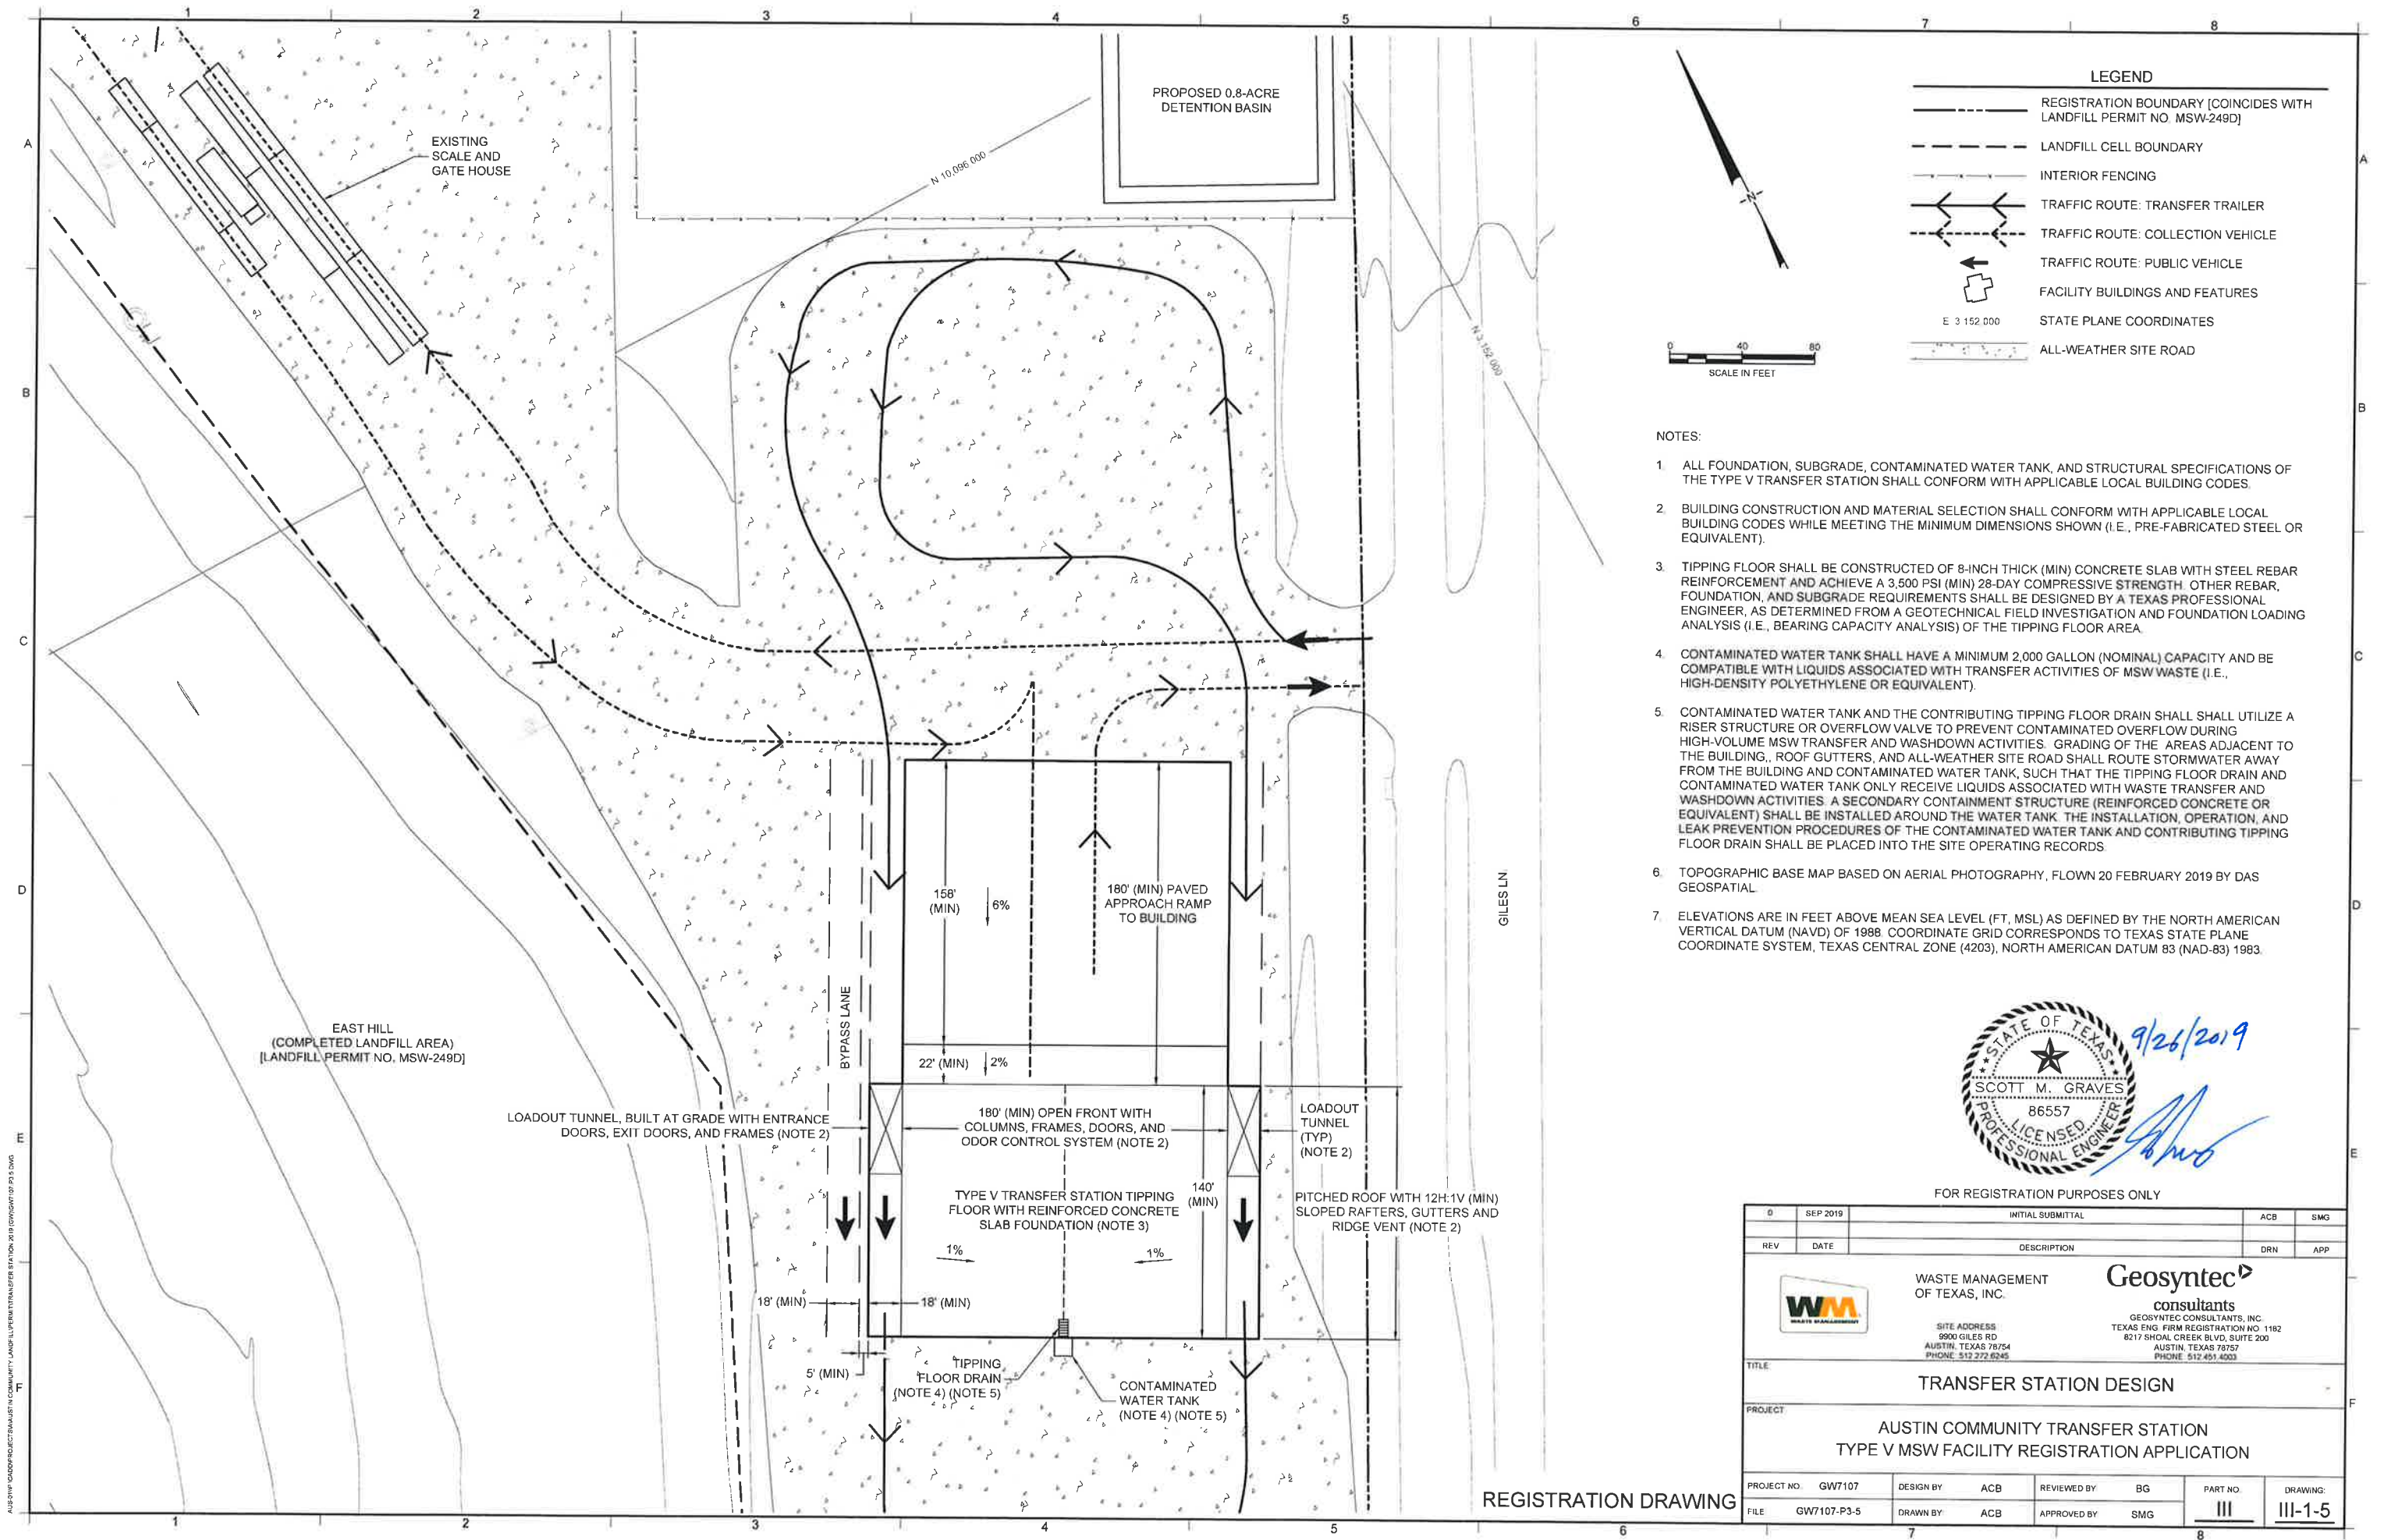 1 2 3 4 5 6 7 8
A
B
C
D
E
F
EXISTING
SCALE AND
GATE HOUSE
PROPOSED 0.8-ACRE
DETENTION BASIN
N 10,096,000
N 3,152,000
GILES LN.
BYPASS LANE
158'
(MIN)
6%
180' (MIN) PAVED
APPROACH RAMP
TO BUILDING
22' (MIN)
2%
EAST HILL
(COMPLETED LANDFILL AREA)
[LANDFILL PERMIT NO. MSW-249D]
LOADOUT TUNNEL, BUILT AT GRADE WITH ENTRANCE
DOORS, EXIT DOORS, AND FRAMES (NOTE 2)
180' (MIN) OPEN FRONT WITH
COLUMNS, FRAMES, DOORS, AND
ODOR CONTROL SYSTEM (NOTE 2)
LOADOUT
TUNNEL
(TYP)
(NOTE 2)
TYPE V TRANSFER STATION TIPPING
FLOOR WITH REINFORCED CONCRETE
SLAB FOUNDATION (NOTE 3)
140'
(MIN)
PITCHED ROOF WITH 12H:1V (MIN)
SLOPED RAFTERS, GUTTERS AND
RIDGE VENT (NOTE 2)
1%
1%
18' (MIN)
18' (MIN)
5' (MIN)
TIPPING
FLOOR DRAIN
(NOTE 4) (NOTE 5)
CONTAMINATED
WATER TANK
(NOTE 4) (NOTE 5)
N
0 40 80
SCALE IN FEET
LEGEND
REGISTRATION BOUNDARY [COINCIDES WITH
LANDFILL PERMIT NO. MSW-249D]
LANDFILL CELL BOUNDARY
INTERIOR FENCING
TRAFFIC ROUTE: TRANSFER TRAILER
TRAFFIC ROUTE: COLLECTION VEHICLE
TRAFFIC ROUTE: PUBLIC VEHICLE
FACILITY BUILDINGS AND FEATURES
E 3 152,000 STATE PLANE COORDINATES
ALL-WEATHER SITE ROAD
NOTES:
1. ALL FOUNDATION, SUBGRADE, CONTAMINATED WATER TANK, AND STRUCTURAL SPECIFICATIONS OF
THE TYPE V TRANSFER STATION SHALL CONFORM WITH APPLICABLE LOCAL BUILDING CODES.
2. BUILDING CONSTRUCTION AND MATERIAL SELECTION SHALL CONFORM WITH APPLICABLE LOCAL
BUILDING CODES WHILE MEETING THE MINIMUM DIMENSIONS SHOWN (I.E., PRE-FABRICATED STEEL OR
EQUIVALENT).
3. TIPPING FLOOR SHALL BE CONSTRUCTED OF 8-INCH THICK (MIN) CONCRETE SLAB WITH STEEL REBAR
REINFORCEMENT AND ACHIEVE A 3,500 PSI (MIN) 28-DAY COMPRESSIVE STRENGTH. OTHER REBAR,
FOUNDATION, AND SUBGRADE REQUIREMENTS SHALL BE DESIGNED BY A TEXAS PROFESSIONAL
ENGINEER, AS DETERMINED FROM A GEOTECHNICAL FIELD INVESTIGATION AND FOUNDATION LOADING
ANALYSIS (I.E., BEARING CAPACITY ANALYSIS) OF THE TIPPING FLOOR AREA.
4. CONTAMINATED WATER TANK SHALL HAVE A MINIMUM 2,000 GALLON (NOMINAL) CAPACITY AND BE
COMPATIBLE WITH LIQUIDS ASSOCIATED WITH TRANSFER ACTIVITIES OF MSW WASTE (I.E.,
HIGH-DENSITY POLYETHYLENE OR EQUIVALENT).
5. CONTAMINATED WATER TANK AND THE CONTRIBUTING TIPPING FLOOR DRAIN SHALL SHALL UTILIZE A
RISER STRUCTURE OR OVERFLOW VALVE TO PREVENT CONTAMINATED OVERFLOW DURING
HIGH-VOLUME MSW TRANSFER AND WASHDOWN ACTIVITIES. GRADING OF THE AREAS ADJACENT TO
THE BUILDING,, ROOF GUTTERS, AND ALL-WEATHER SITE ROAD SHALL ROUTE STORMWATER AWAY
FROM THE BUILDING AND CONTAMINATED WATER TANK, SUCH THAT THE TIPPING FLOOR DRAIN AND
CONTAMINATED WATER TANK ONLY RECEIVE LIQUIDS ASSOCIATED WITH WASTE TRANSFER AND
WASHDOWN ACTIVITIES. A SECONDARY CONTAINMENT STRUCTURE (REINFORCED CONCRETE OR
EQUIVALENT) SHALL BE INSTALLED AROUND THE WATER TANK. THE INSTALLATION, OPERATION, AND
LEAK PREVENTION PROCEDURES OF THE CONTAMINATED WATER TANK AND CONTRIBUTING TIPPING
FLOOR DRAIN SHALL BE PLACED INTO THE SITE OPERATING RECORDS.
6. TOPOGRAPHIC BASE MAP BASED ON AERIAL PHOTOGRAPHY, FLOWN 20 FEBRUARY 2019 BY DAS
GEOSPATIAL.
7. ELEVATIONS ARE IN FEET ABOVE MEAN SEA LEVEL (FT, MSL) AS DEFINED BY THE NORTH AMERICAN
VERTICAL DATUM (NAVD) OF 1988. COORDINATE GRID CORRESPONDS TO TEXAS STATE PLANE
COORDINATE SYSTEM, TEXAS CENTRAL ZONE (4203), NORTH AMERICAN DATUM 83 (NAD-83) 1983.
STATE OF TEXAS
SCOTT M. GRAVES
86557
LICENSED
PROFESSIONAL ENGINEER
9/26/2019
FOR REGISTRATION PURPOSES ONLY
0 SEP 2019 INITIAL SUBMITTAL ACB SMG
REV DATE DESCRIPTION DRN APP
WM
WASTE MANAGEMENT
WASTE MANAGEMENT
OF TEXAS, INC.
SITE ADDRESS
9900 GILES RD
AUSTIN, TEXAS 78754
PHONE: 512.272.6245
Geosyntec
consultants
GEOSYNTEC CONSULTANTS, INC.
TEXAS ENG. FIRM REGISTRATION NO. 1182
8217 SHOAL CREEK BLVD, SUITE 200
AUSTIN, TEXAS 78757
PHONE: 512.451.4003
TITLE:
TRANSFER STATION DESIGN
PROJECT:
AUSTIN COMMUNITY TRANSFER STATION
TYPE V MSW FACILITY REGISTRATION APPLICATION
PROJECT NO. GW7107 DESIGN BY ACB REVIEWED BY BG PART NO. DRAWING:
FILE GW7107-P3-5 DRAWN BY ACB APPROVED BY SMG III III-1-5
REGISTRATION DRAWING
1 2 3 4 5 6 7 8